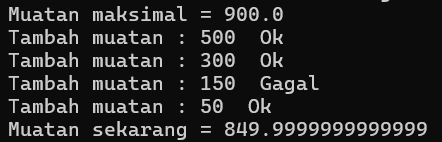 Muatan maksimal = 900.0
Tambah muatan : 500  Ok
Tambah muatan : 300  Ok
Tambah muatan : 150  Gagal
Tambah muatan : 50  Ok
Muatan sekarang = 849.9999999999999